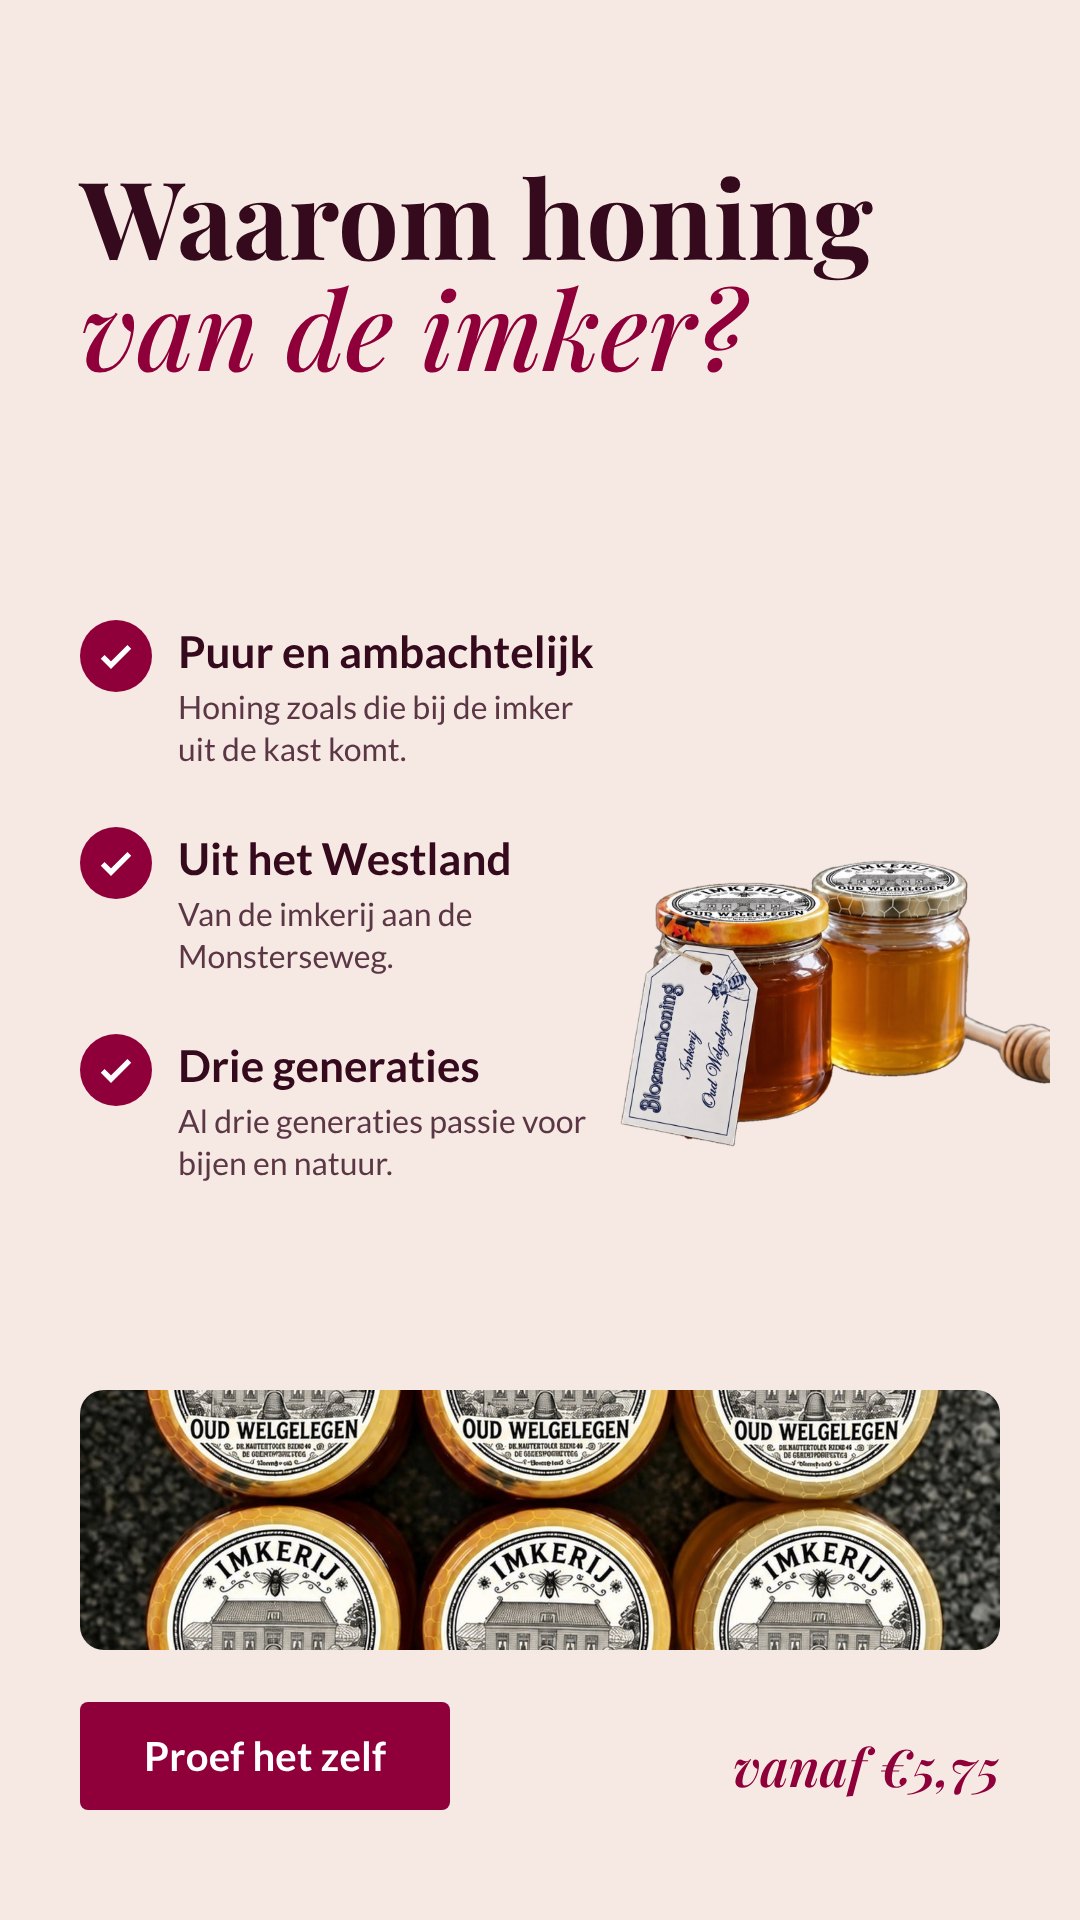 Waarom honing
van de imker?
Puur en ambachtelijk
Honing zoals die bij de imker
uit de kast komt.
Uit het Westland
Van de imkerij aan de
Monsterseweg.
Drie generaties
Al drie generaties passie voor
bijen en natuur.
IMKERIJ
OUD WELGELEGEN
IMKERIJ
OUD WELGELEGEN
Bloemenhoning
Imkerij
Oud Welgelegen
OUD WELGELEGEN
OUD WELGELEGEN
OUD WELGELEGEN
IMKERIJ
IMKERIJ
IMKERIJ
Proef het zelf
vanaf €5,75